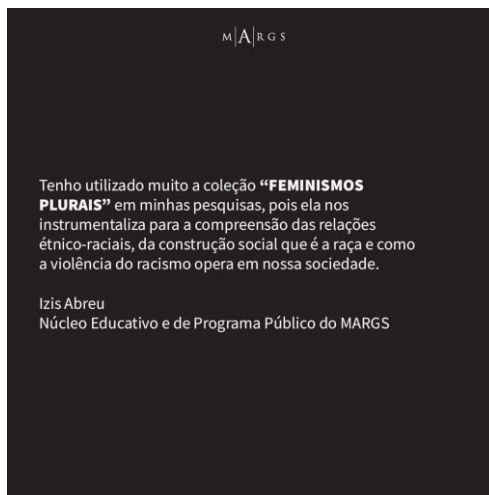 M|A|RGS
Tenho utilizado muito a coleção “FEMINISMOS
PLURAIS” em minhas pesquisas, pois ela nos
instrumentaliza para a compreensão das relações
étnico-raciais, da construção social que é a raça e como
a violência do racismo opera em nossa sociedade.
Izis Abreu
Núcleo Educativo e de Programa Público do MARGS